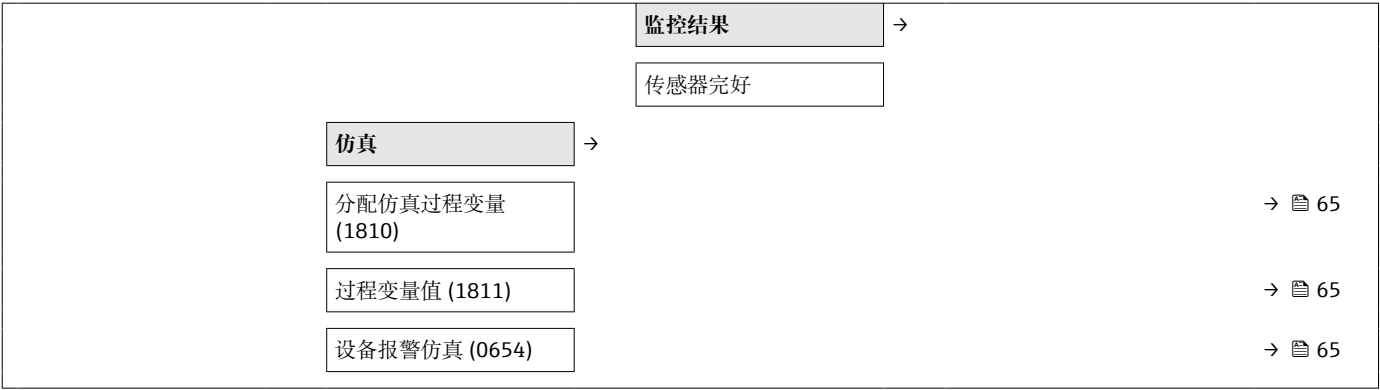 监控结果 →
传感器完好
仿真 →
分配仿真过程变量 → 65
(1810)
过程变量值 (1811) → 65
设备报警仿真 (0654) → 65